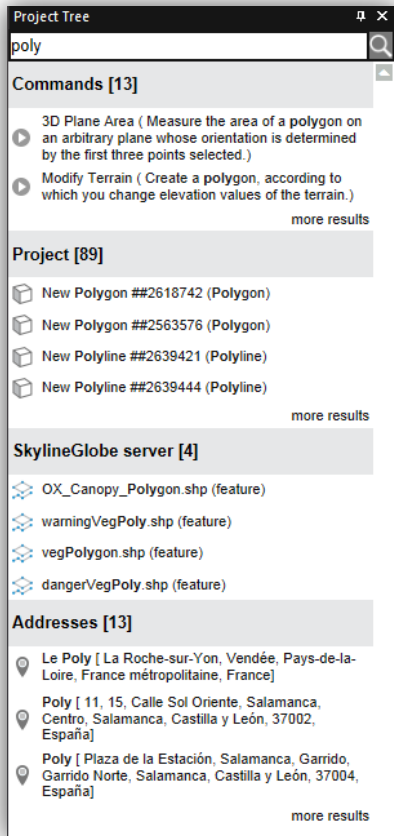 Project Tree
poly
Commands [13]
3D Plane Area ( Measure the area of a polygon on
an arbitrary plane whose orientation is determined
by the first three points selected.)
Modify Terrain ( Create a polygon, according to
which you change elevation values of the terrain.)
more results
Project [89]
New Polygon ##2618742 (Polygon)
New Polygon ##2563576 (Polygon)
New Polyline ##2639421 (Polyline)
New Polyline ##2639444 (Polyline)
more results
SkylineGlobe server [4]
OX_Canopy_Polygon.shp (feature)
warningVegPoly.shp (feature)
vegPolygon.shp (feature)
dangerVegPoly.shp (feature)
Addresses [13]
Le Poly [ La Roche-sur-Yon, Vendée, Pays-de-la-
Loire, France métropolitaine, France]
Poly [ 11, 15, Calle Sol Oriente, Salamanca,
Centro, Salamanca, Castilla y León, 37002,
España]
Poly [ Plaza de la Estación, Salamanca, Garrido,
Garrido Norte, Salamanca, Castilla y León, 37004,
España]
more results